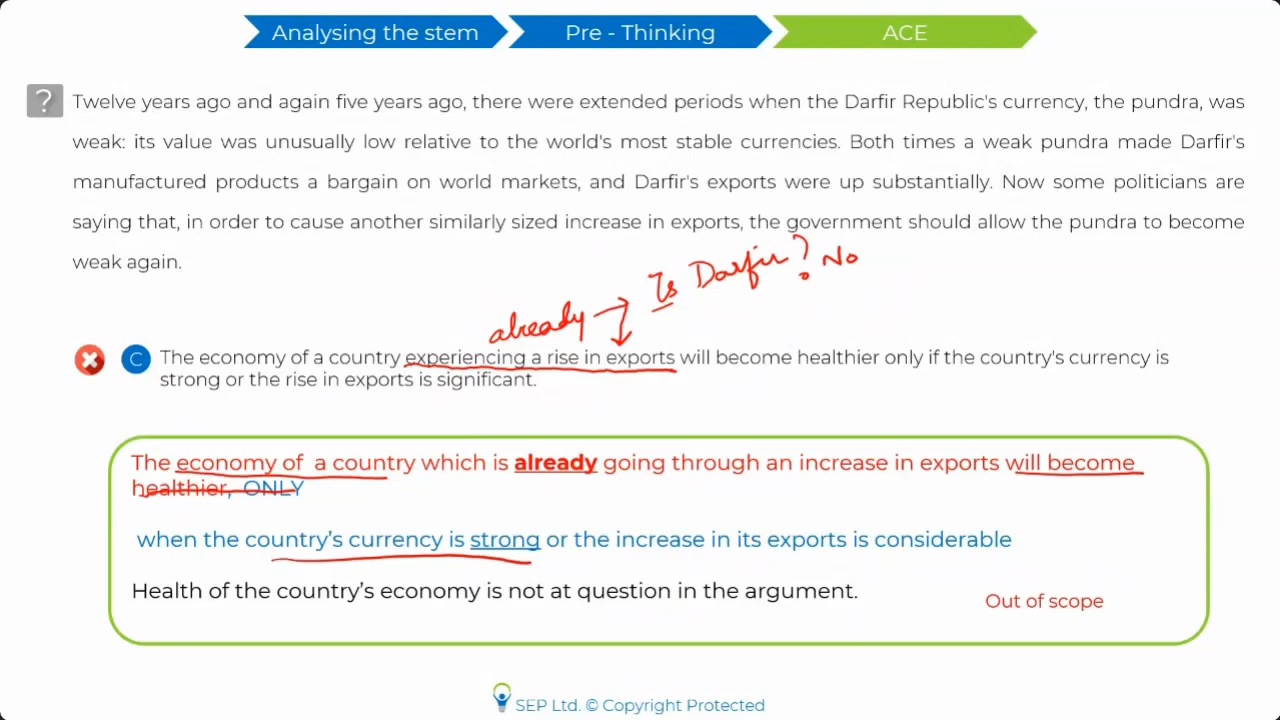 Analysing the stem
Pre - Thinking
ACE
?
Twelve years ago and again five years ago, there were extended periods when the Darfir Republic's currency, the pundra, was
weak: its value was unusually low relative to the world's most stable currencies. Both times a weak pundra made Darfir's
manufactured products a bargain on world markets, and Darfir's exports were up substantially. Now some politicians are
saying that, in order to cause another similarly sized increase in exports, the government should allow the pundra to become
weak again.
already Is Darfir? No
C The economy of a country experiencing a rise in exports will become healthier only if the country's currency is
strong or the rise in exports is significant.
The economy of a country which is already going through an increase in exports will become
healthier, ONLY
when the country's currency is strong or the increase in its exports is considerable
Health of the country's economy is not at question in the argument.
Out of scope
SEP Ltd. © Copyright Protected